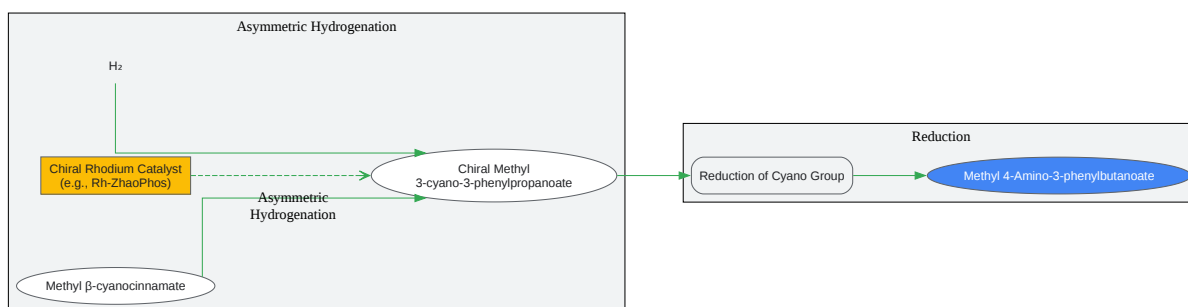 Asymmetric Hydrogenation
H₂
Chiral Rhodium Catalyst
(e.g., Rh-ZhaoPhos)
Chiral Methyl
3-cyano-3-phenylpropanoate
Asymmetric
Hydrogenation
Methyl β-cyanocinnamate
Reduction
Reduction of Cyano Group
Methyl 4-Amino-3-phenylbutanoate